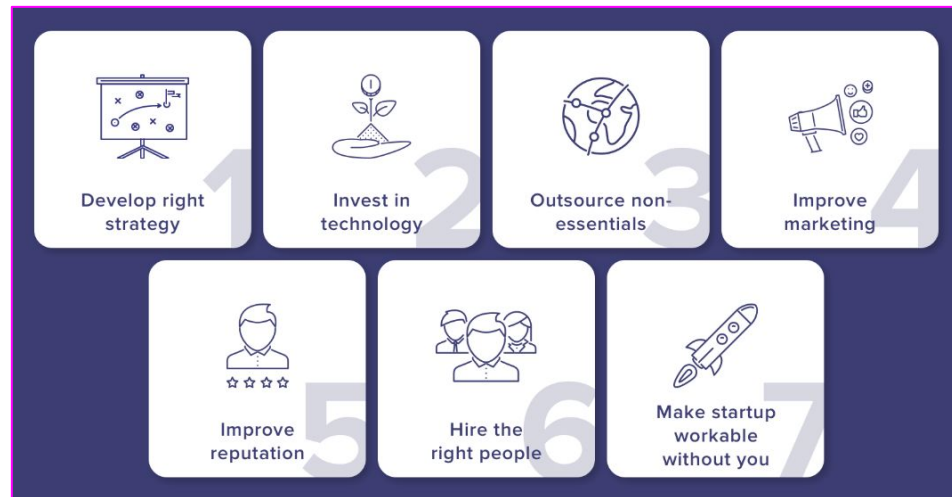 1
Develop right
strategy
2
Invest in
technology
3
Outsource non-
essentials
4
Improve
marketing
5
Improve
reputation
6
Hire the
right people
7
Make startup
workable
without you